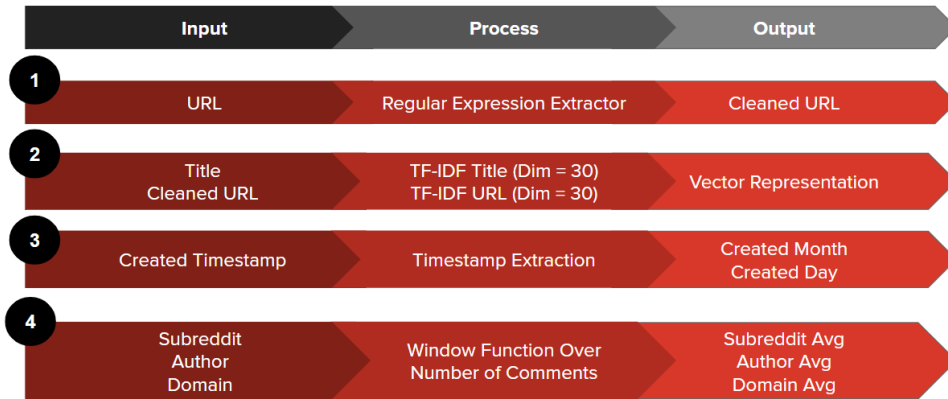 Input
Process
Output
1
URL
Regular Expression Extractor
Cleaned URL
2
Title
Cleaned URL
TF-IDF Title (Dim = 30)
TF-IDF URL (Dim = 30)
Vector Representation
3
Created Timestamp
Timestamp Extraction
Created Month
Created Day
4
Subreddit
Author
Domain
Window Function Over
Number of Comments
Subreddit Avg
Author Avg
Domain Avg